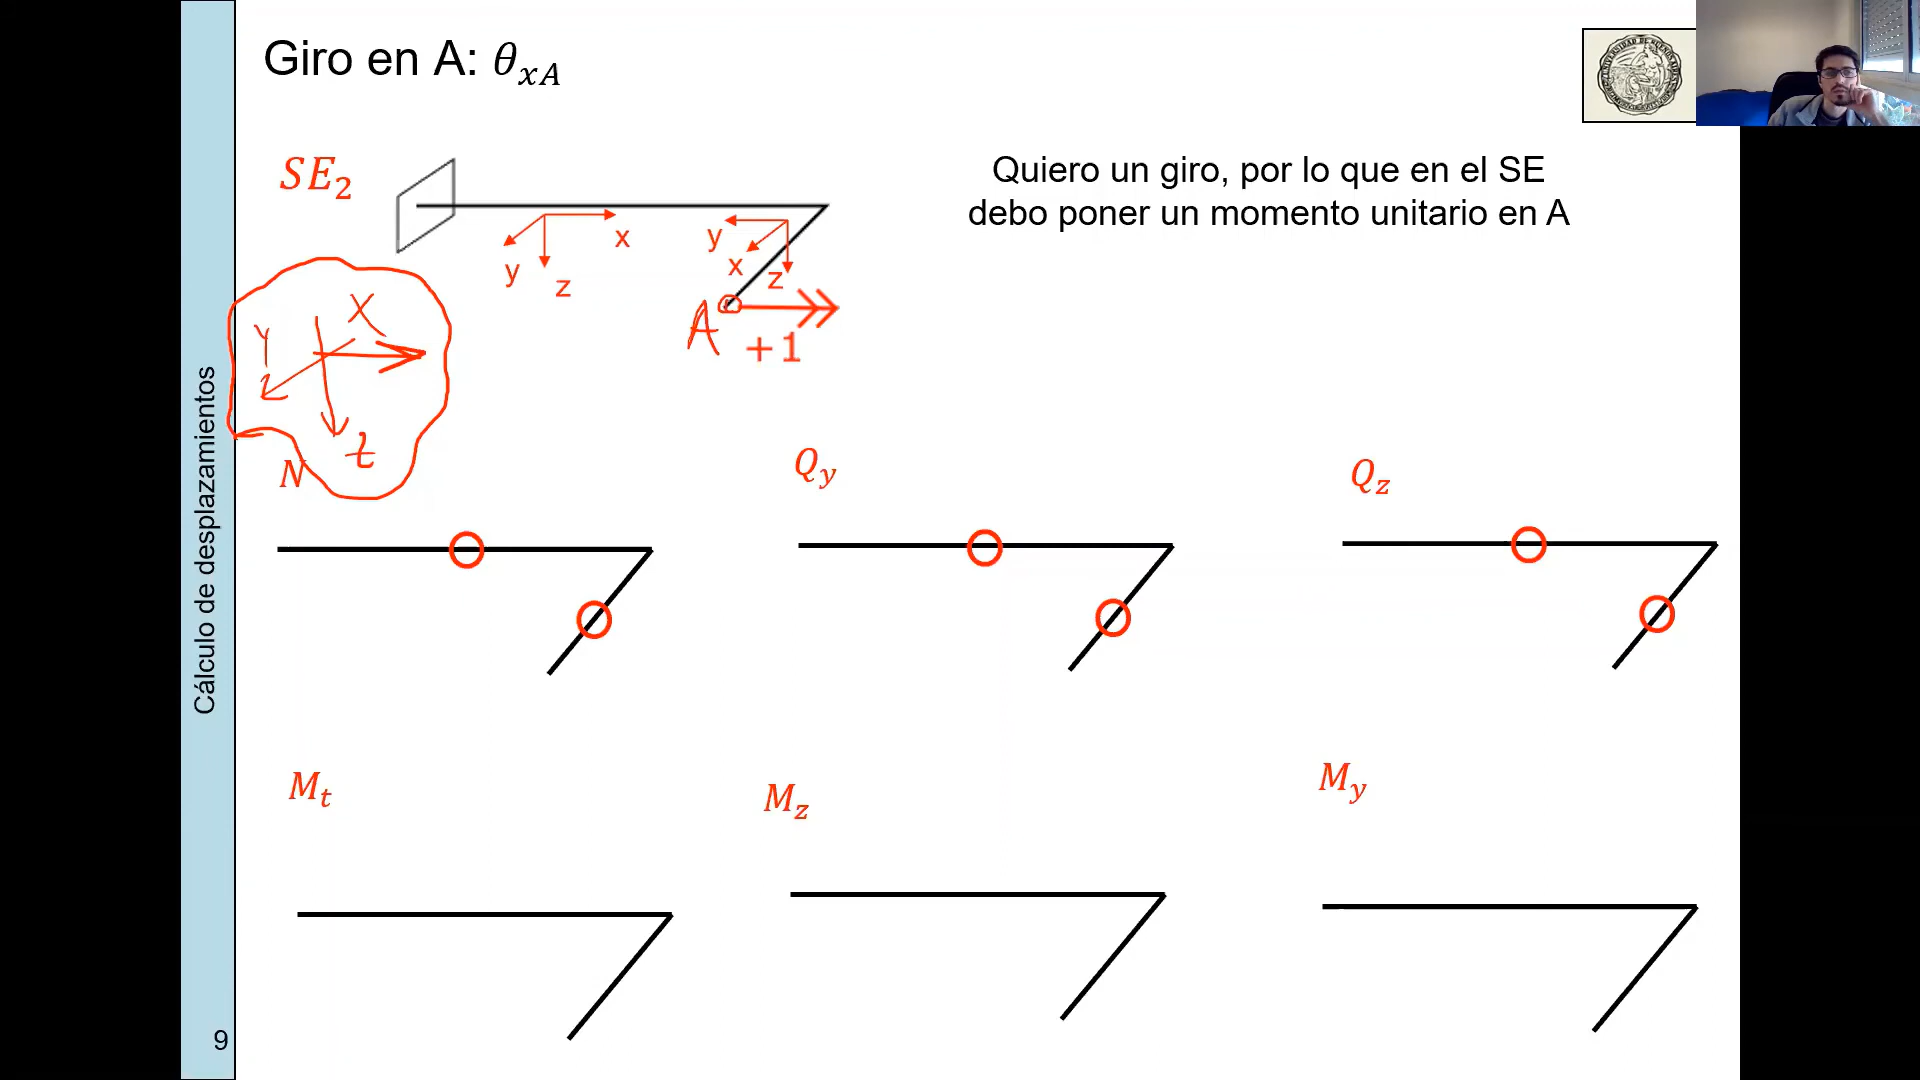 Giro en A: θxA
SE2
Quiero un giro, por lo que en el SE
debo poner un momento unitario en A
x
y
z
y
x
z
A
+1
X
Y
z
N
Qy
Qz
Mt
Mz
My
Cálculo de desplazamientos
9